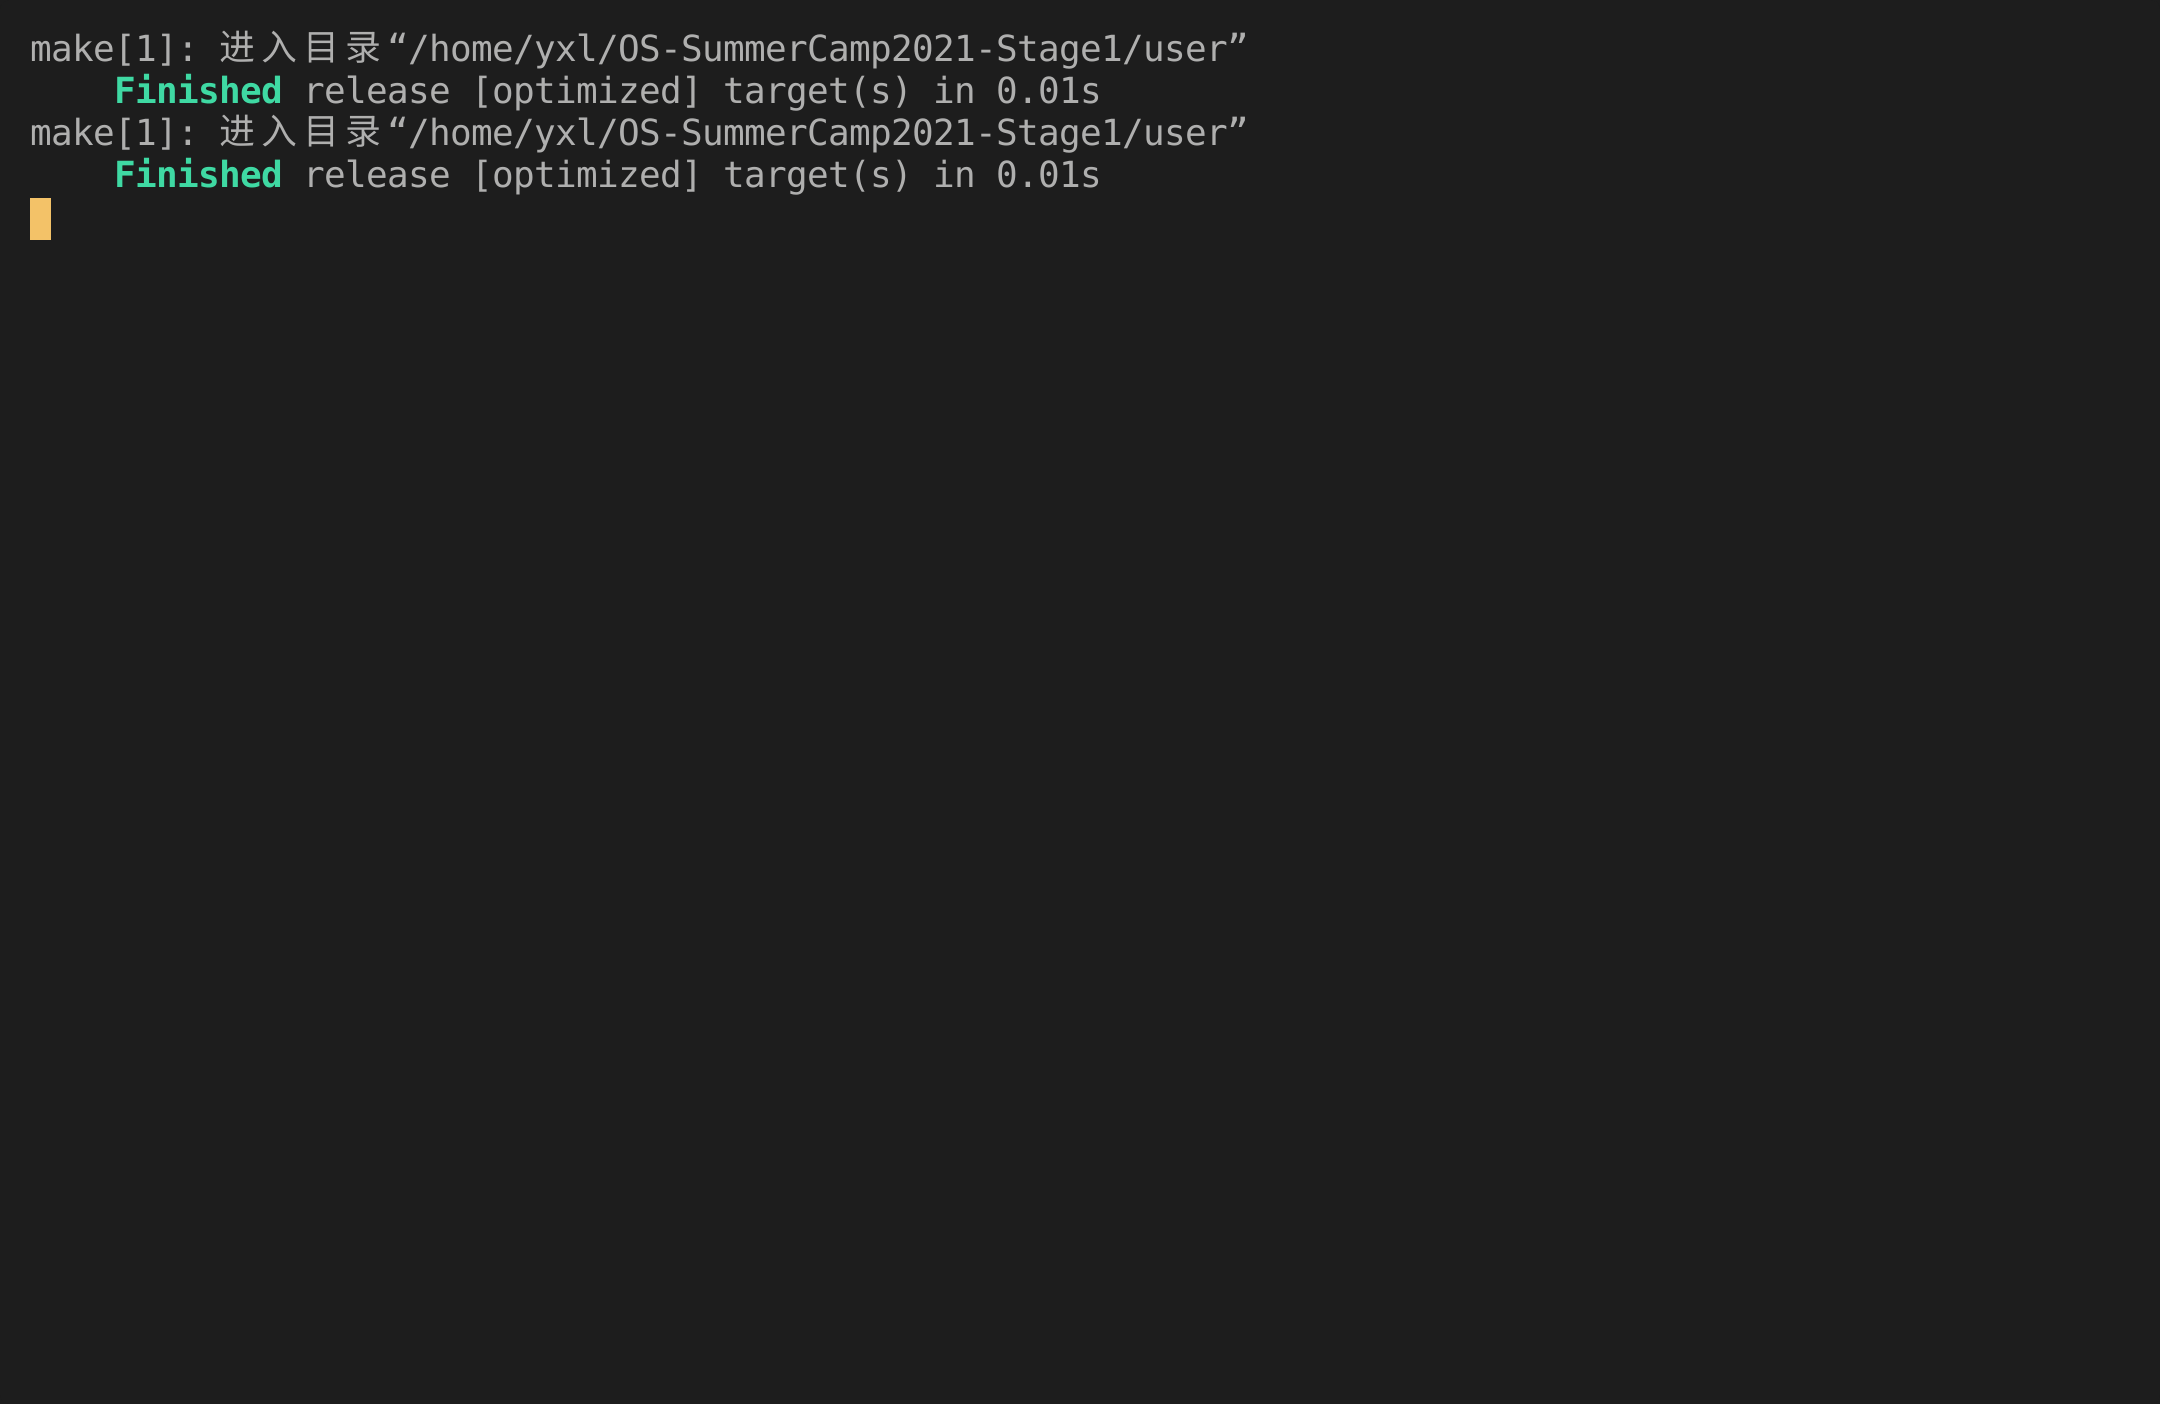 make[1]: 进入目录“/home/yxl/OS-SummerCamp2021-Stage1/user”
    Finished release [optimized] target(s) in 0.01s
make[1]: 进入目录“/home/yxl/OS-SummerCamp2021-Stage1/user”
    Finished release [optimized] target(s) in 0.01s